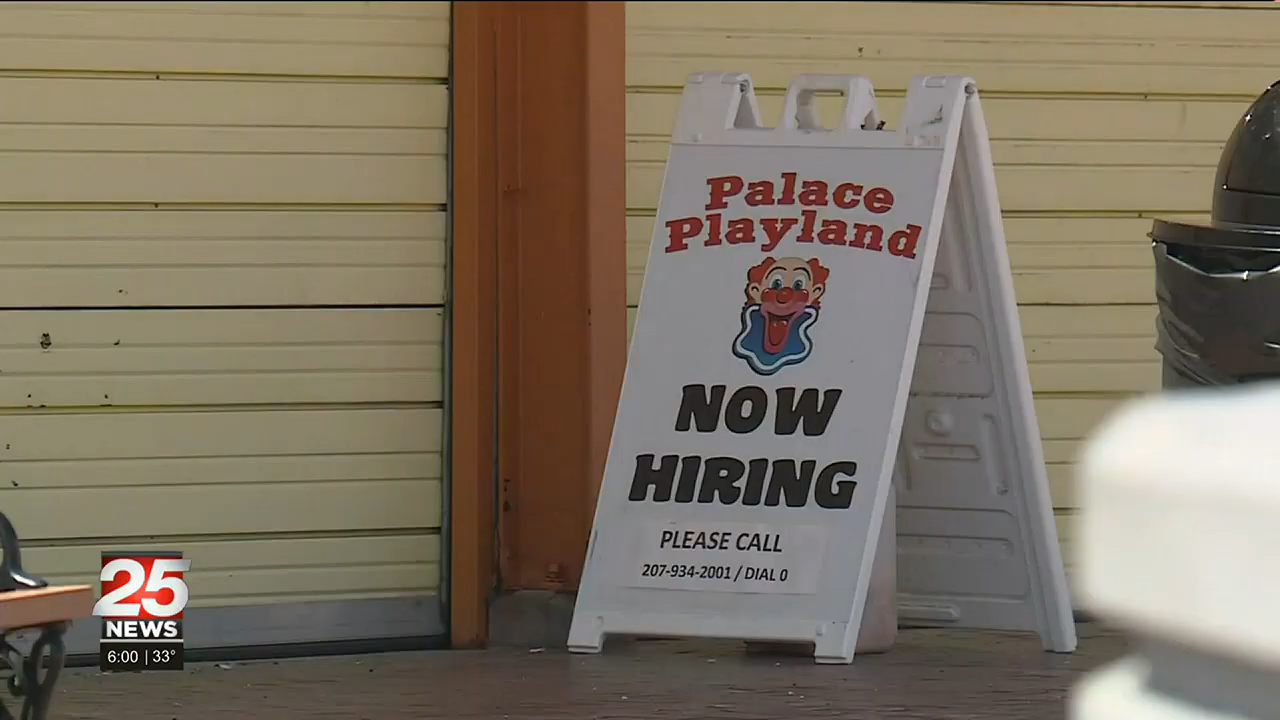 Palace
Playland
NOW
HIRING
PLEASE CALL
207-934-2001 / DIAL 0
25
NEWS
6:00 | 33°